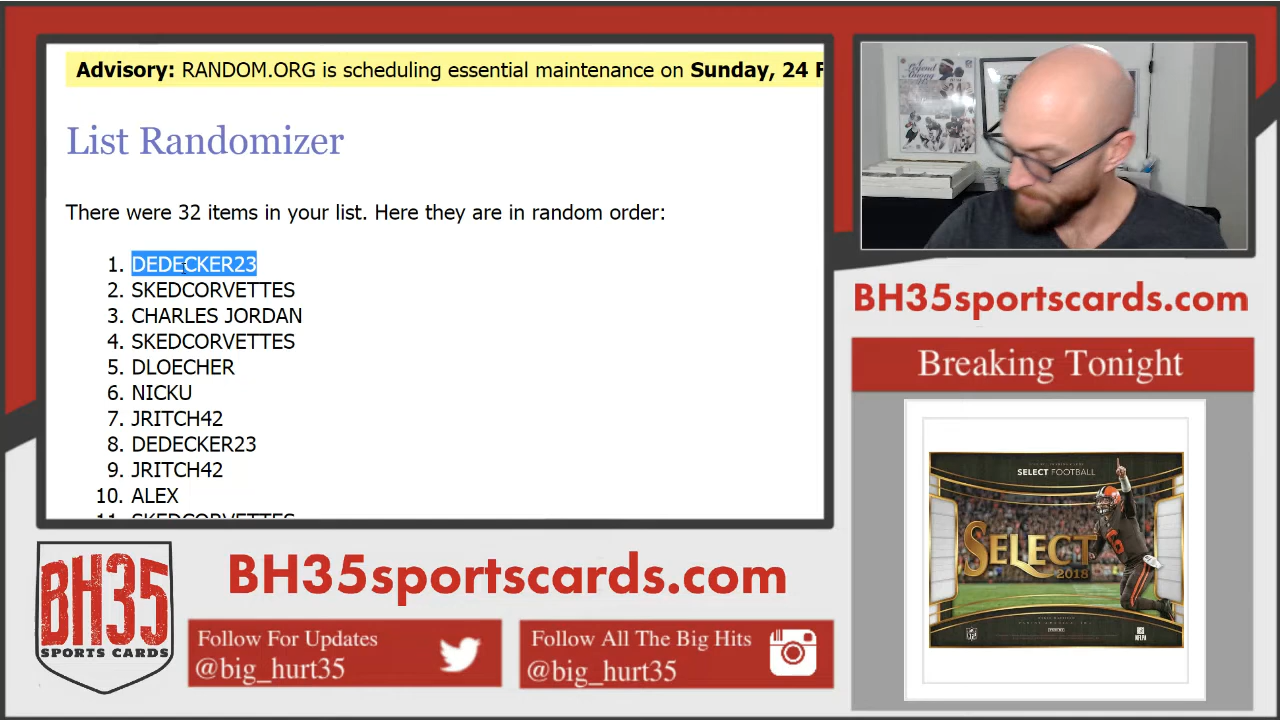 Advisory: RANDOM.ORG is scheduling essential maintenance on Sunday, 24 F
List Randomizer
There were 32 items in your list. Here they are in random order:
1. DEDECKER23
2. SKEDCORVETTES
3. CHARLES JORDAN
4. SKEDCORVETTES
5. DLOECHER
6. NICKU
7. JRITCH42
8. DEDECKER23
9. JRITCH42
10. ALEX
11. SKEDCORVETTES
BH35sportscards.com
Breaking Tonight
SELECT FOOTBALL
SELECT
2018
BH35
SPORTS CARDS
BH35sportscards.com
Follow For Updates
@big_hurt35
Follow All The Big Hits
@big_hurt35